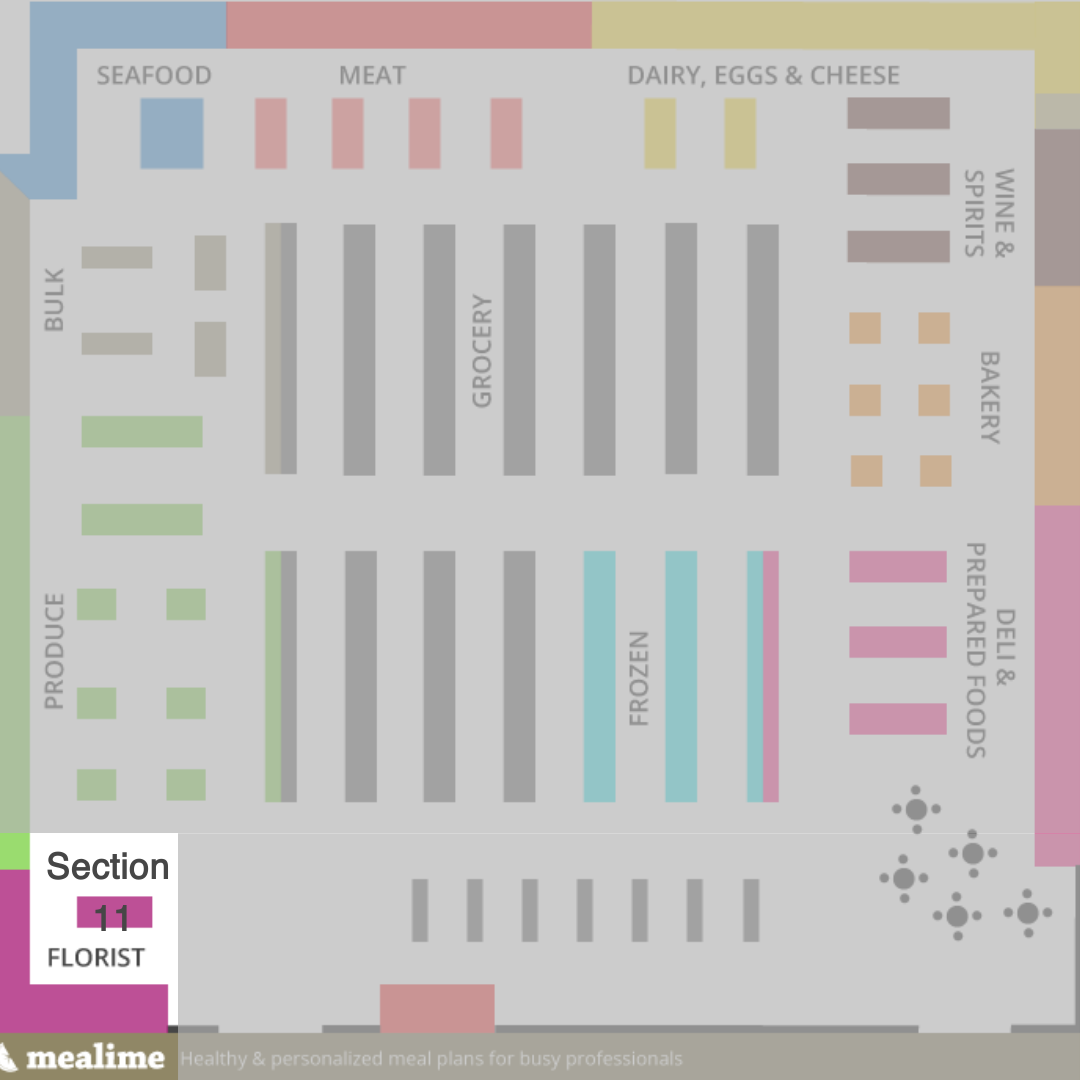 SEAFOOD
MEAT
DAIRY, EGGS & CHEESE
WINE &
SPIRITS
BULK
GROCERY
BAKERY
PRODUCE
FROZEN
DELI &
PREPARED FOODS
Section
11
FLORIST
mealime Healthy & personalized meal plans for busy professionals